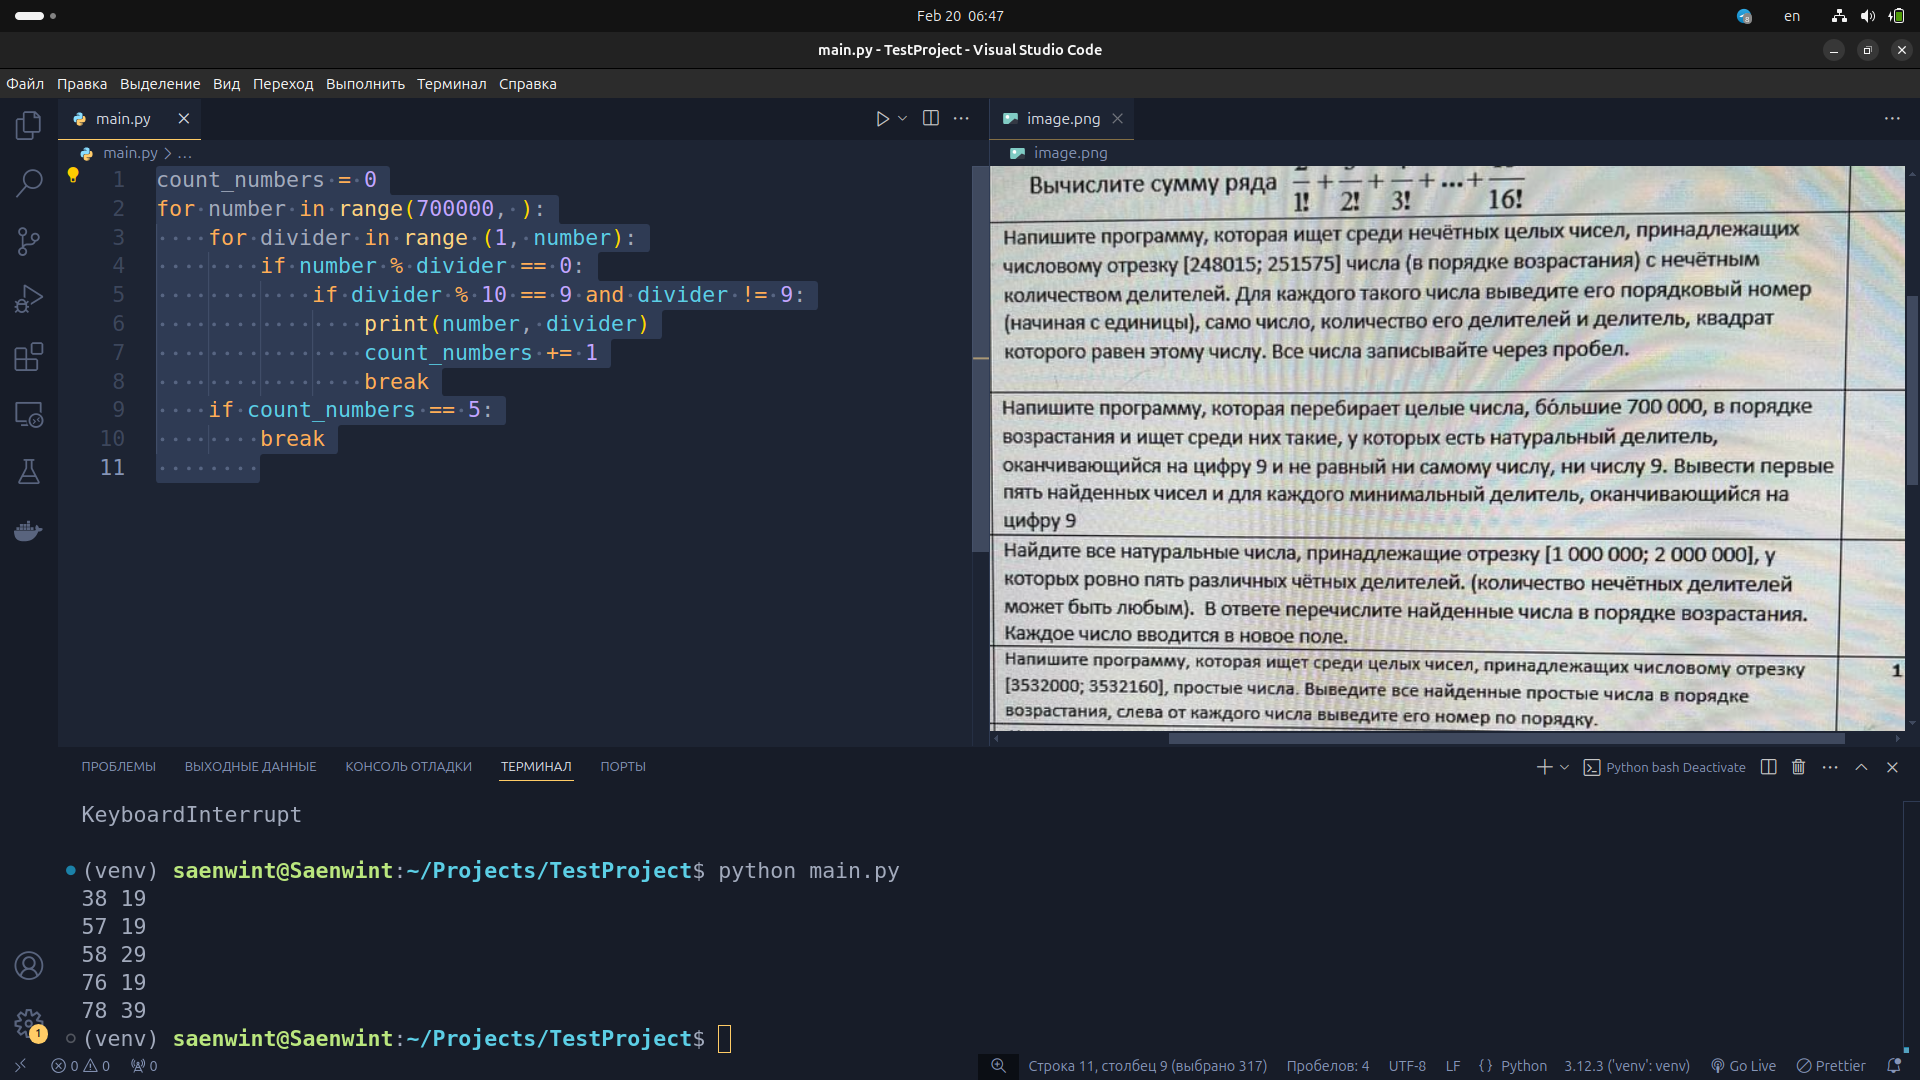 Feb 20 06:47
en
main.py - TestProject - Visual Studio Code
Файл Правка Выделение Вид Переход Выполнить Терминал Справка
main.py
main.py > ...
1 count_numbers = 0
2 for number in range(700000, ):
3 for divider in range (1, number):
4 if number % divider == 0:
5 if divider % 10 == 9 and divider != 9:
6 print(number, divider)
7 count_numbers += 1
8 break
9 if count_numbers == 5:
10 break
11
image.png
image.png
Вычислите сумму ряда 1! + 2! + 3! + ... + 16!
Напишите программу, которая ищет среди нечётных целых чисел, принадлежащих
числовому отрезку [248015; 251575] числа (в порядке возрастания) с нечётным
количеством делителей. Для каждого такого числа выведите его порядковый номер
(начиная с единицы), само число, количество его делителей и делитель, квадрат
которого равен этому числу. Все числа записывайте через пробел.
Напишите программу, которая перебирает целые числа, бо́льшие 700 000, в порядке
возрастания и ищет среди них такие, у которых есть натуральный делитель,
оканчивающийся на цифру 9 и не равный ни самому числу, ни числу 9. Вывести первые
пять найденных чисел и для каждого минимальный делитель, оканчивающийся на
цифру 9
Найдите все натуральные числа, принадлежащие отрезку [1 000 000; 2 000 000], у
которых ровно пять различных чётных делителей. (количество нечётных делителей
может быть любым). В ответе перечислите найденные числа в порядке возрастания.
Каждое число вводится в новое поле.
Напишите программу, которая ищет среди целых чисел, принадлежащих числовому отрезку
[3532000; 3532160], простые числа. Выведите все найденные простые числа в порядке
возрастания, слева от каждого числа выведите его номер по порядку.
1
ПРОБЛЕМЫ ВЫХОДНЫЕ ДАННЫЕ КОНСОЛЬ ОТЛАДКИ ТЕРМИНАЛ ПОРТЫ
Python bash Deactivate
KeyboardInterrupt
(venv) saenwint@Saenwint:~/Projects/TestProject$ python main.py
38 19
57 19
58 29
76 19
78 39
(venv) saenwint@Saenwint:~/Projects/TestProject$
1
0 0 0
Строка 11, столбец 9 (выбрано 317) Пробелов: 4 UTF-8 LF { } Python 3.12.3 ('venv': venv) Go Live Prettier